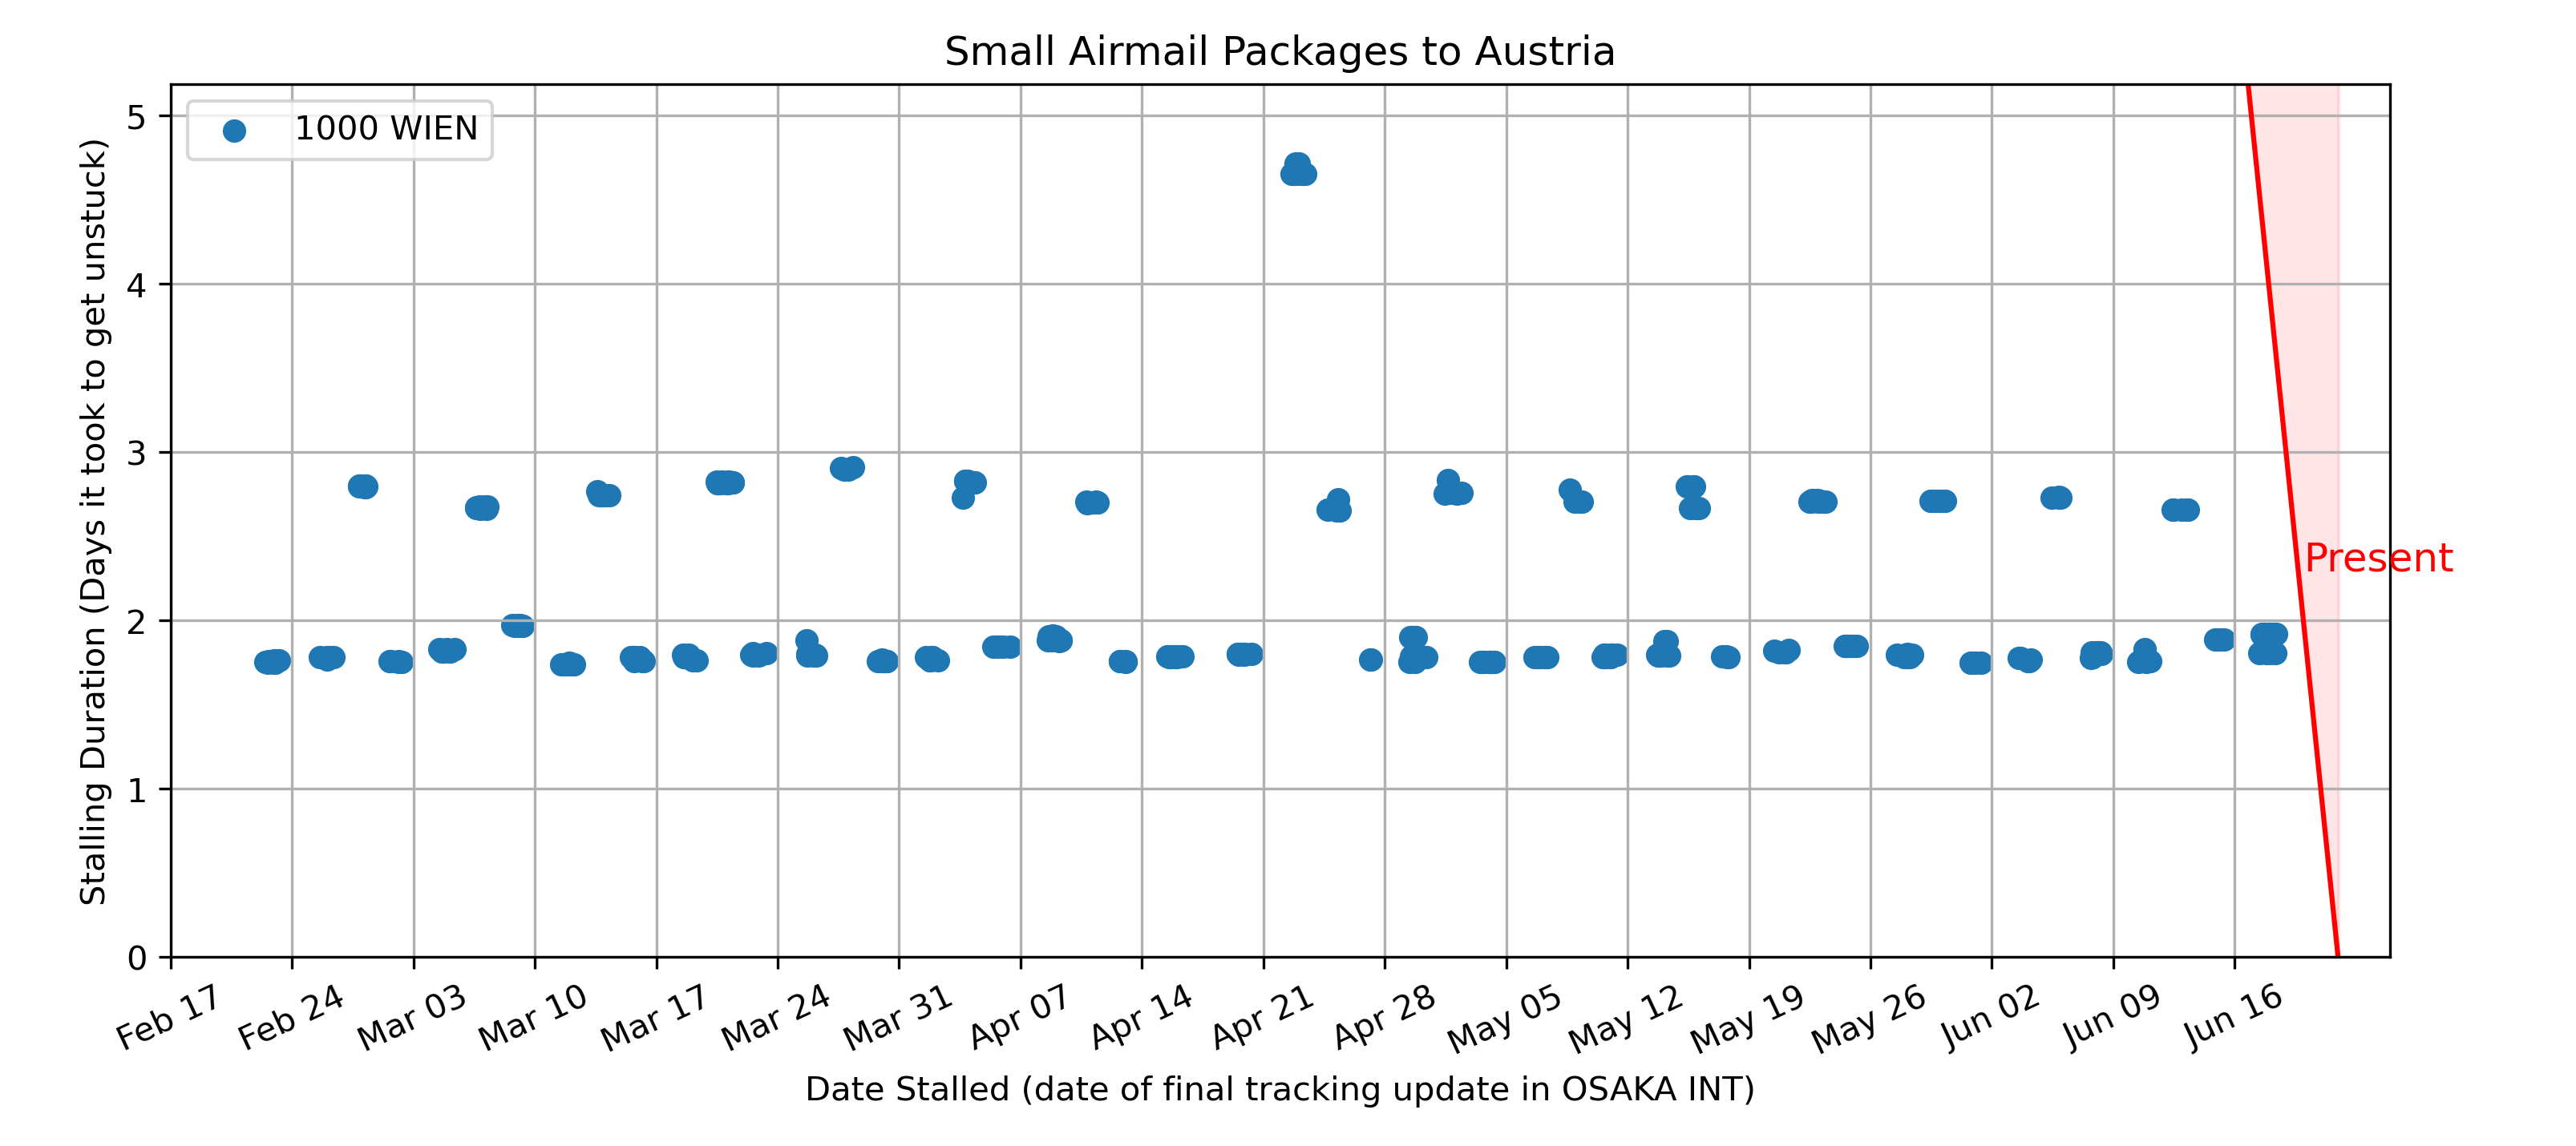 Small Airmail Packages to Austria
1000 WIEN
Stalling Duration (Days it took to get unstuck)
5
4
3
2
1
0
Present
Feb 17
Feb 24
Mar 03
Mar 10
Mar 17
Mar 24
Mar 31
Apr 07
Apr 14
Apr 21
Apr 28
May 05
May 12
May 19
May 26
Jun 02
Jun 09
Jun 16
Date Stalled (date of final tracking update in OSAKA INT)